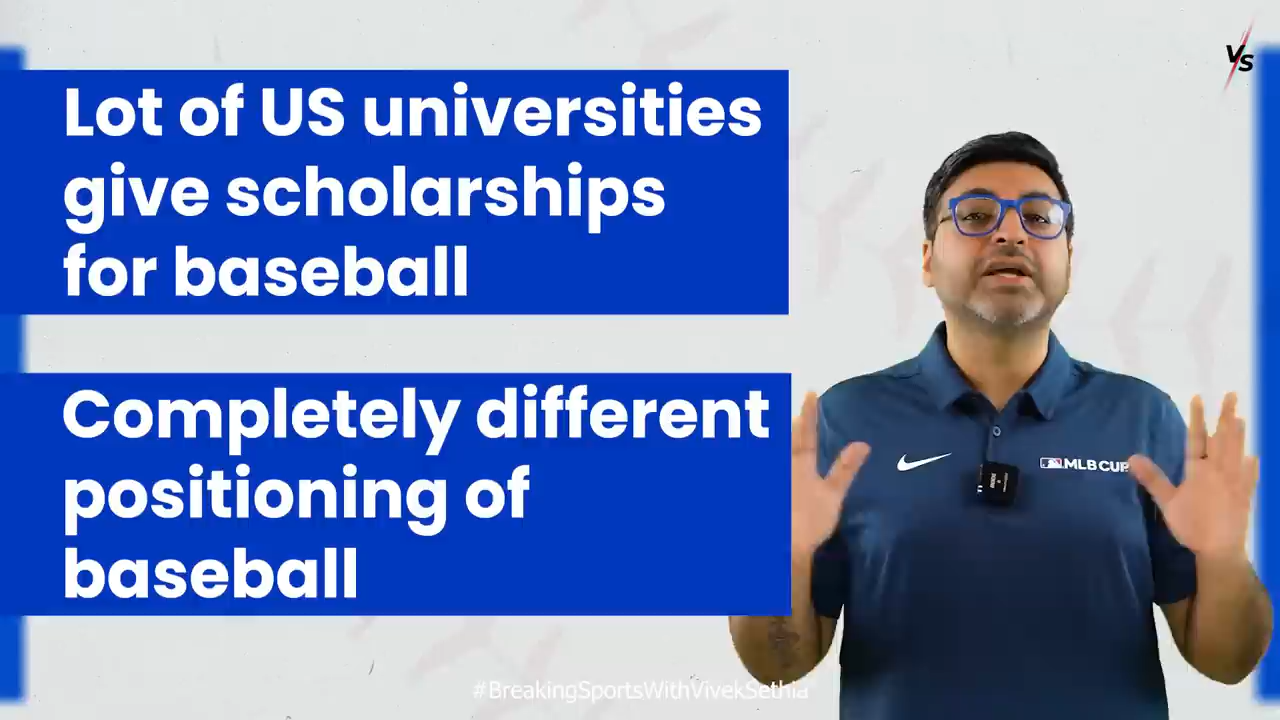 VS
Lot of US universities
give scholarships
for baseball
Completely different
positioning of
baseball
MLB CUP
#BreakingSportsWithVivekSethia